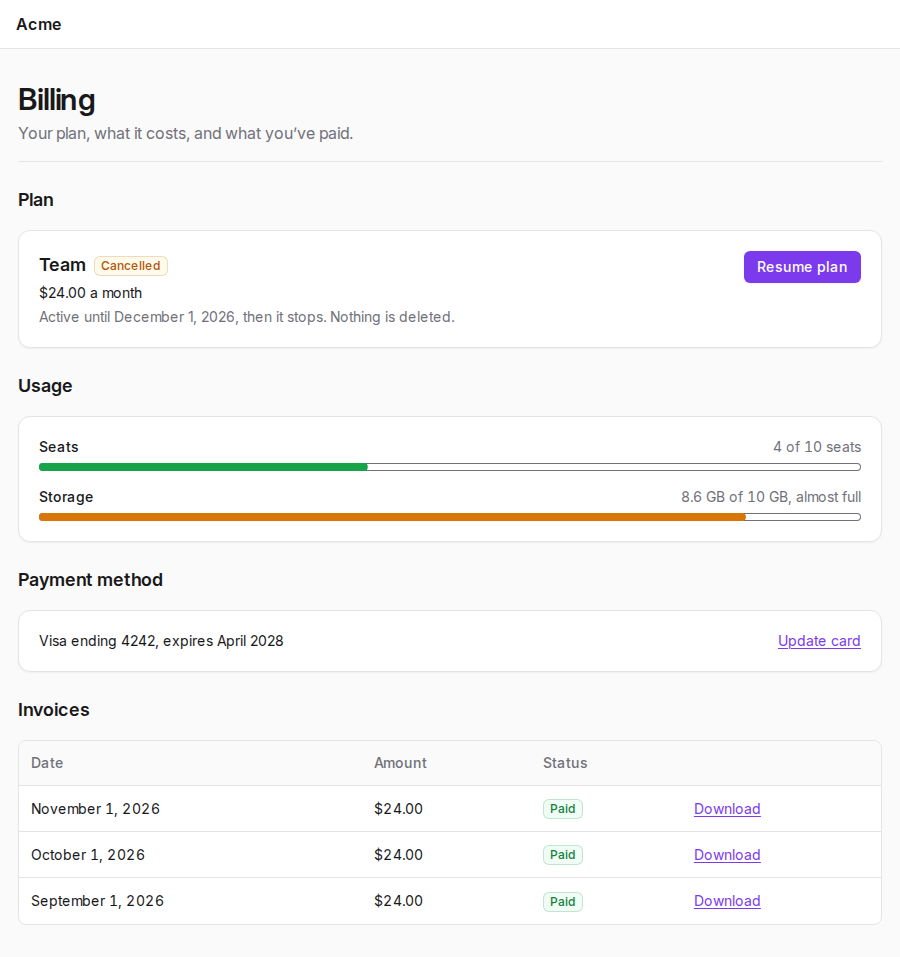 Acme
Billing
Your plan, what it costs, and what you’ve paid.
Plan
Team Cancelled
Resume plan
$24.00 a month
Active until December 1, 2026, then it stops. Nothing is deleted.
Usage
Seats 4 of 10 seats
Storage 8.6 GB of 10 GB, almost full
Payment method
Visa ending 4242, expires April 2028 Update card
Invoices
Date Amount Status
November 1, 2026 $24.00 Paid Download
October 1, 2026 $24.00 Paid Download
September 1, 2026 $24.00 Paid Download